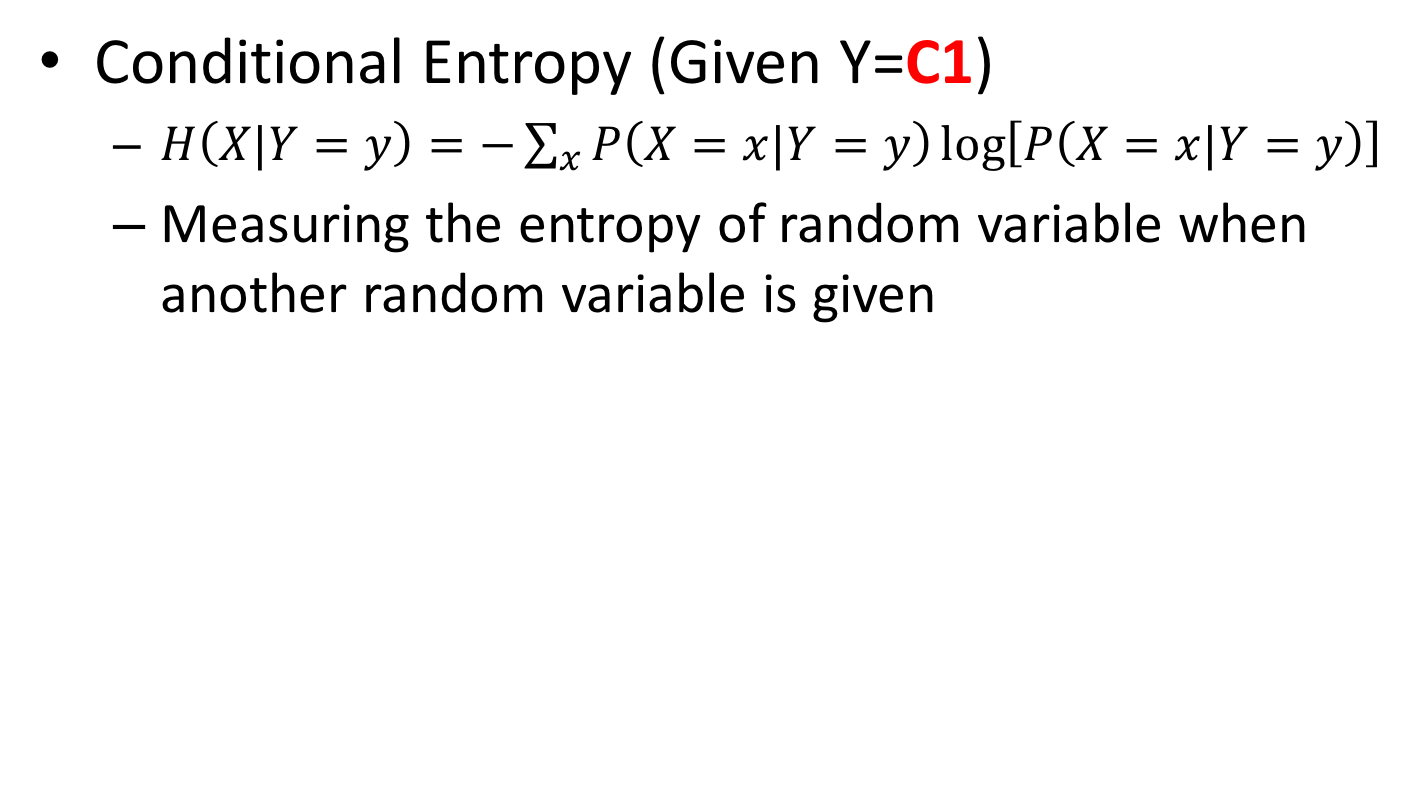 • Conditional Entropy (Given Y=C1)
– H(X|Y = y) = −∑ₓ P(X = x|Y = y) log[P(X = x|Y = y)]
– Measuring the entropy of random variable when
another random variable is given